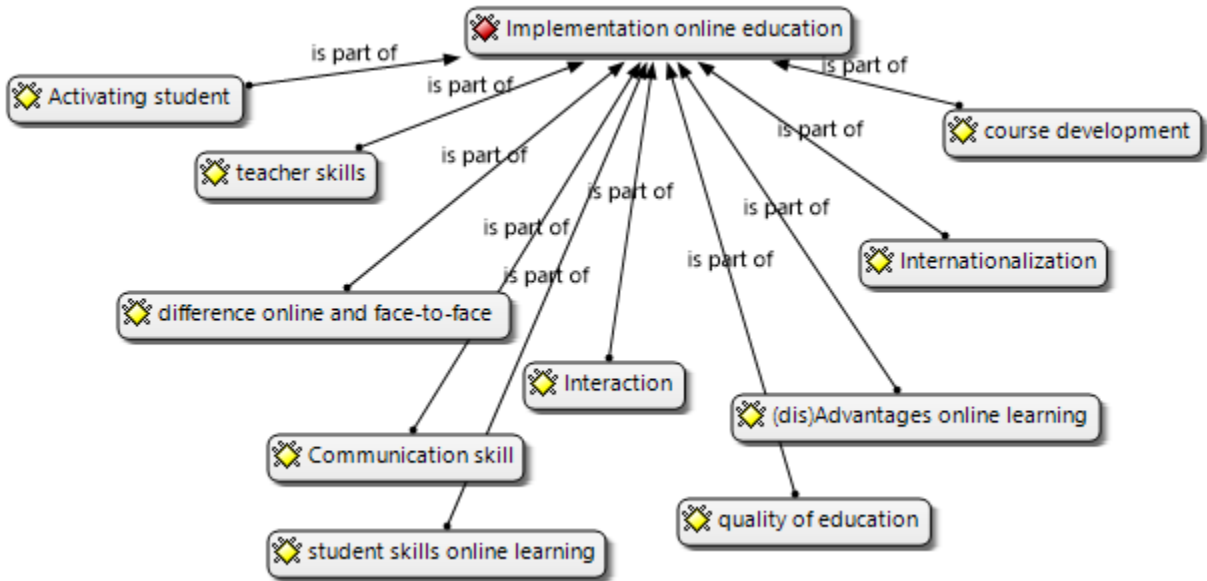 Implementation online education
is part of
Activating student
is part of
course development
is part of
teacher skills
is part of
is part of
is part of
is part of
is part of
is part of
Internationalization
is part of
is part of
difference online and face-to-face
Interaction
(dis)Advantages online learning
Communication skill
quality of education
student skills online learning